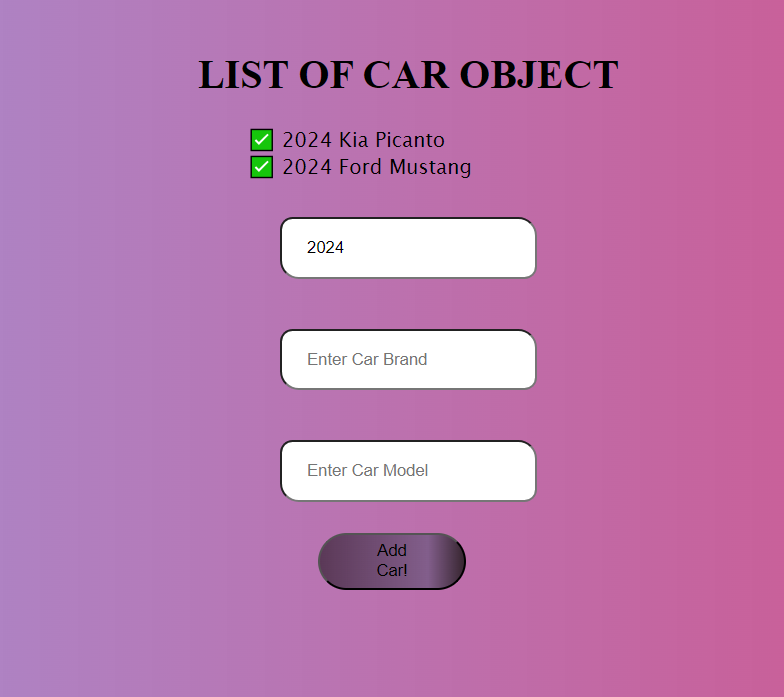 LIST OF CAR OBJECT
✅ 2024 Kia Picanto
✅ 2024 Ford Mustang
2024
Enter Car Brand
Enter Car Model
Add
Car!